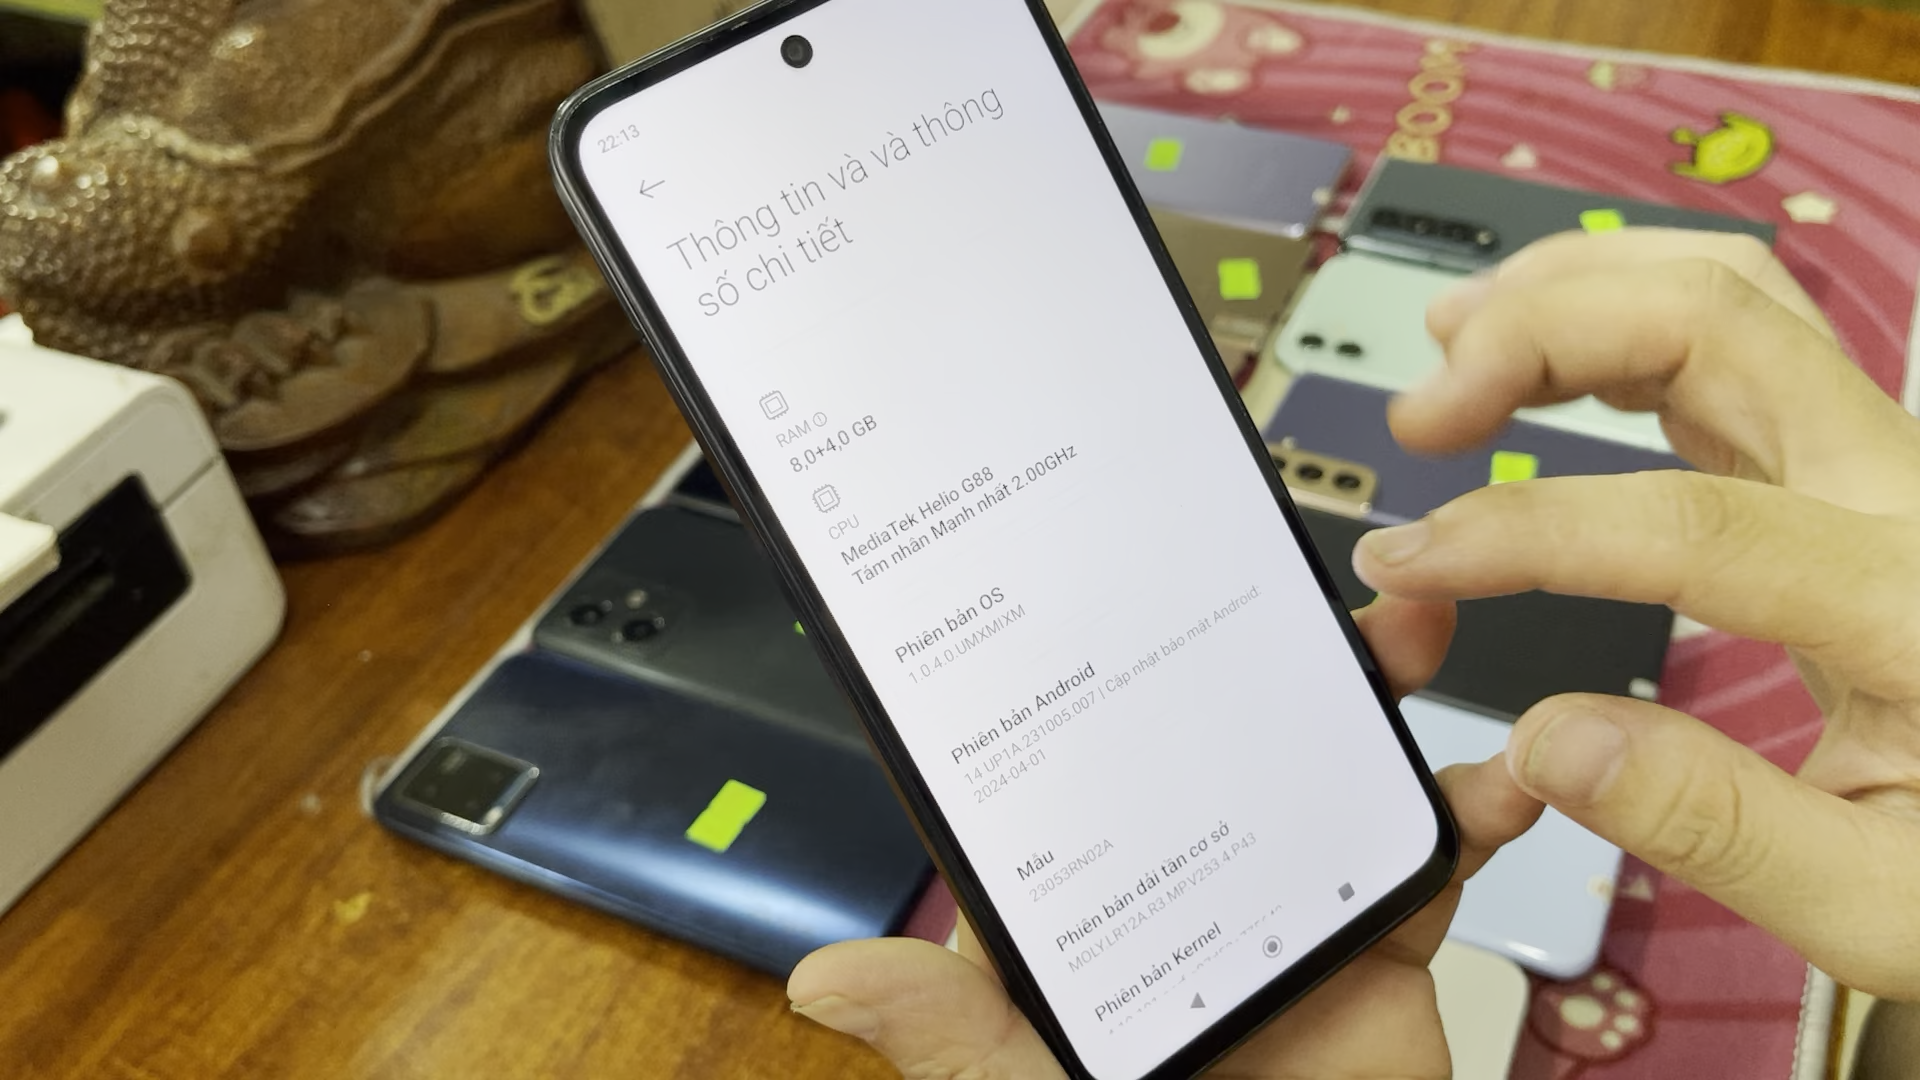 22:13
Thông tin và và thông
số chi tiết
RAM
8,0+4,0 GB
CPU
MediaTek Helio G88
Tám nhân Mạnh nhất 2.00GHz
Phiên bản OS
1.0.4.0.UMXMIXM
Phiên bản Android
14 UP1A.231005.007 | Cập nhật bảo mật Android:
2024-04-01
Mẫu
23053RN02A
Phiên bản dải tần cơ sở
MOLY.LR12A.R3.MP.V253.4.P43
Phiên bản Kernel
BOOM